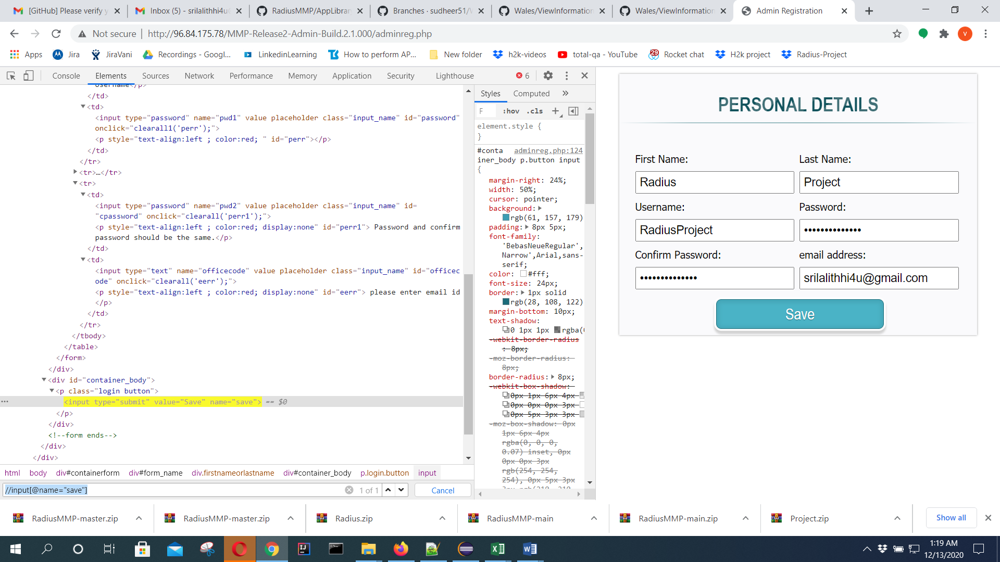 [GitHub] Please verify y
Inbox (5) - srilalithhi4u
RadiusMMP/AppLibrar
Branches · sudheer51/
Wales/ViewInformation
Wales/ViewInformation
Admin Registration
Not secure | http://96.84.175.78/MMP-Release2-Admin-Build.2.1.000/adminreg.php
V
Apps
Jira
JiraVani
Recordings - Googl...
LinkedinLearning
How to perform AP...
New folder
h2k-videos
total-qa - YouTube
29
Rocket chat
H2k project
Radius-Project
Console Elements Sources Network Performance Memory Application Security Lighthouse 6
username</p>
</td>
<td>
<input type="password" name="pwd1" value placeholder class="input_name" id="password"
onclick="clearall1('perr');">
<p style="text-align:left ; color:red; " id="perr"></p>
</td>
</tr>
<tr>…</tr>
<tr>
<td>
<input type="password" name="pwd2" value placeholder class="input_name" id=
"cpassword" onclick="clearall('perr1');">
<p style="text-align:left ; color:red; display:none" id="perr1"> Password and confirm
password should be the same.</p>
</td>
<td>
<input type="text" name="officecode" value placeholder class="input_name" id="officec
ode" onclick="clearall('eerr');">
<p style="text-align:left ; color:red; display:none" id="eerr"> please enter email id
</p>
</td>
</tr>
</tbody>
</table>
</form>
</div>
<div id="container_body">
<p class="login button">
... <input type="submit" value="Save" name="save"> == $0
</p>
</div>
<!--form ends-->
</div>
</div>
html body div#containerform div#form_name div.firstnameorlastname div#container_body p.login.button input
//input[@name="save"]
1 of 1
Cancel
Styles Computed »
F :hov .cls +
element.style {
}
#conta adminreg.php:124
iner_body p.button input
{
margin-right: 24%;
width: 50%;
cursor: pointer;
background:
rgb(61, 157, 179)
padding: 8px 5px;
font-family:
'BebasNeueRegular',
Narrow',Arial,sans-
serif;
color: #fff;
font-size: 24px;
border: 1px solid
rgb(28, 108, 122)
margin-bottom: 10px;
text-shadow:
0 1px 1px rgba(
-webkit-border-radius
: 8px;
-moz-border-radius:
8px;
border-radius: 8px;
-webkit-box-shadow:
0px 1px 6px 4px
0px 0px 0px 3px
0px 5px 3px 3px
-moz-box-shadow: 0px
1px 6px 4px
rgba(0, 0, 0,
0.07) inset, 0px
0px 0px 3px
rgb(254, 254,
254), 0px 5px 3px
PERSONAL DETAILS
First Name:
Last Name:
Radius
Project
Username:
Password:
RadiusProject
••••••••••••••
Confirm Password:
email address:
••••••••••••••
srilalithhi4u@gmail.com
Save
RadiusMMP-master.zip
RadiusMMP-master.zip
Radius.zip
RadiusMMP-main
RadiusMMP-main.zip
Project.zip
Show all
1:19 AM
12/13/2020